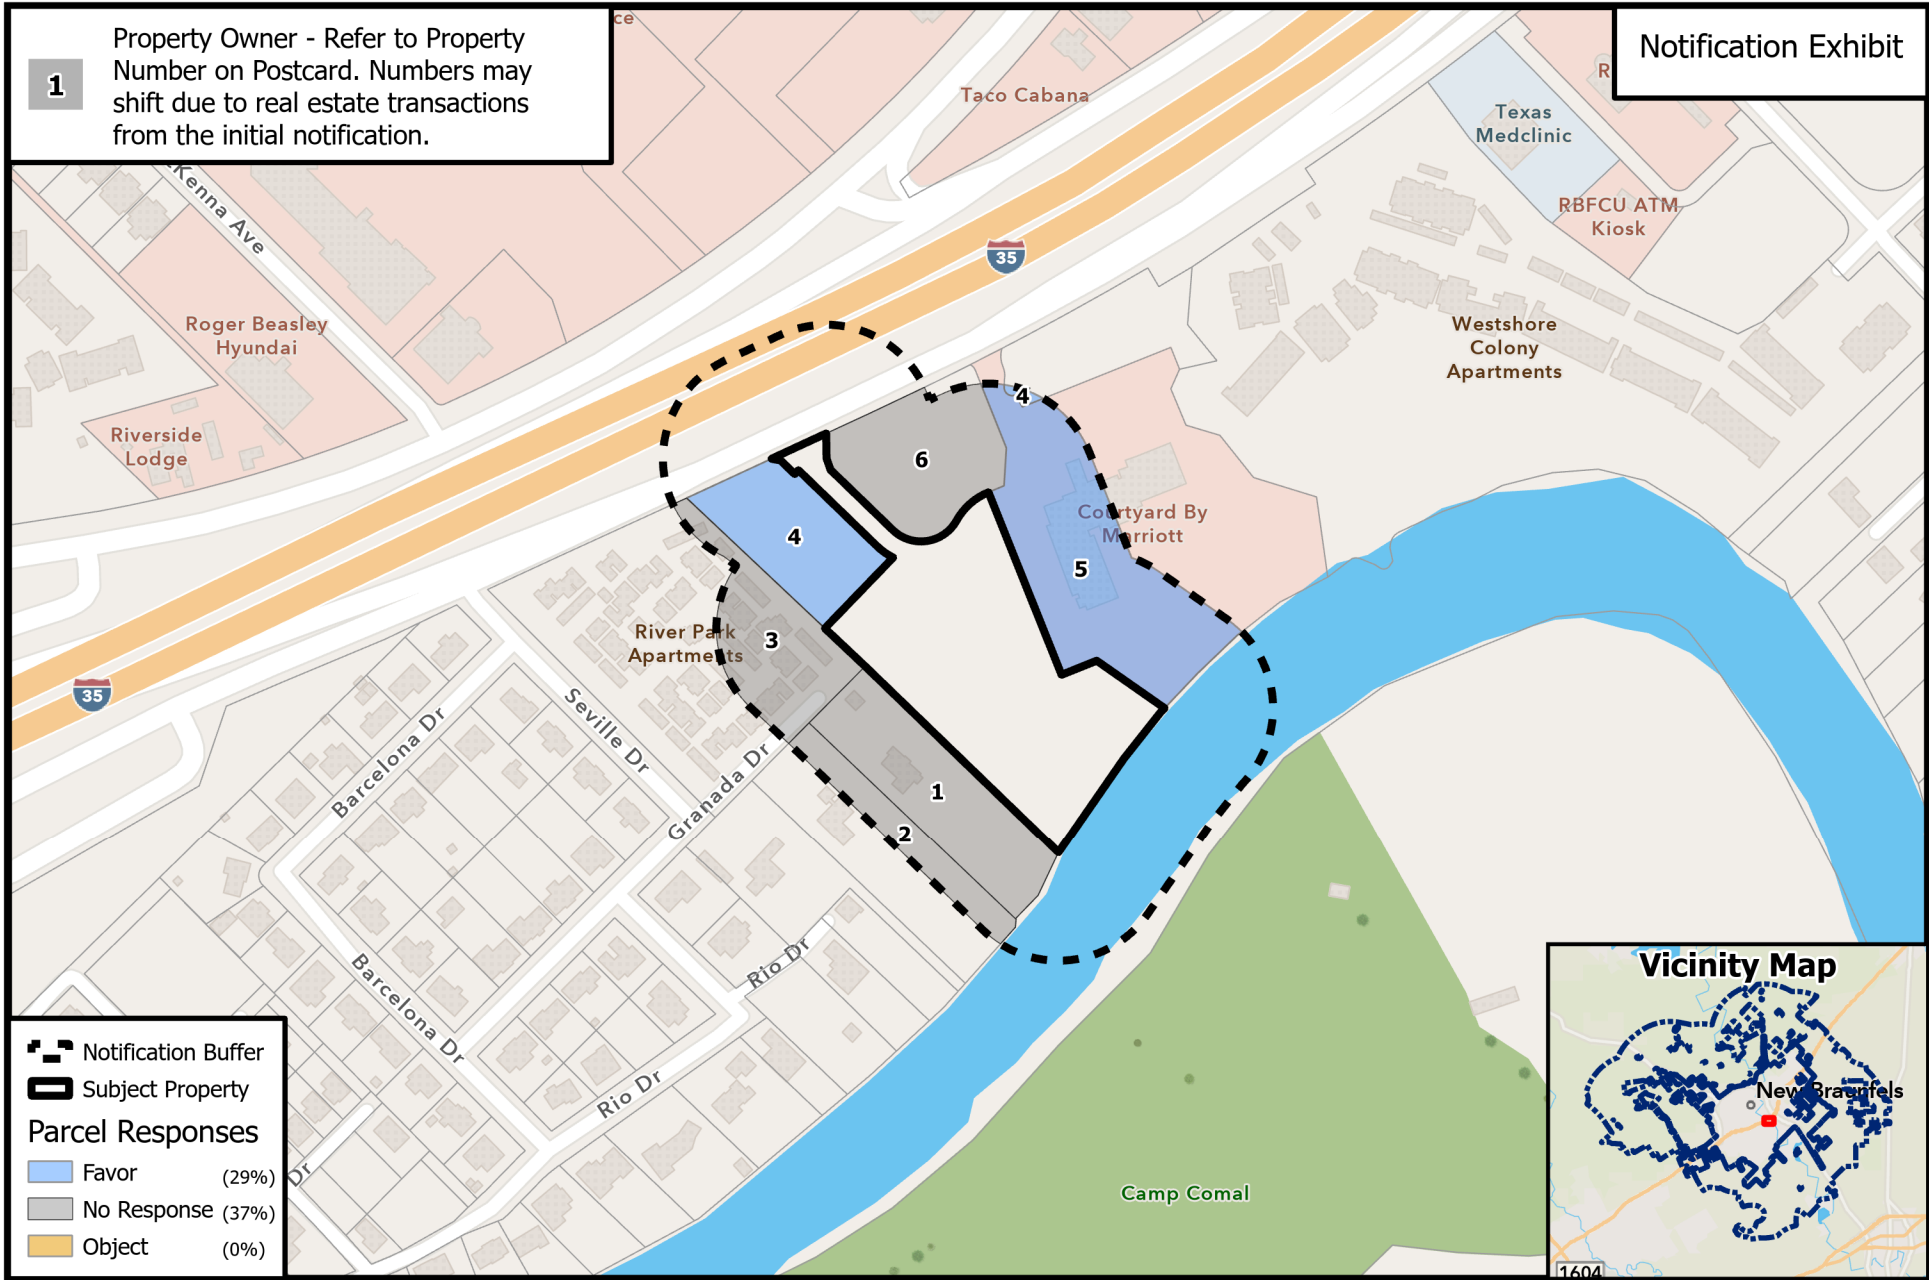 1
Property Owner - Refer to Property
Number on Postcard. Numbers may
shift due to real estate transactions
from the initial notification.
Notification Exhibit
ce
Taco Cabana
R
Texas
Medclinic
RBFCU ATM
Kiosk
Kenna Ave
35
Roger Beasley
Hyundai
Westshore
Colony
Apartments
Riverside
Lodge
4
6
4
Courtyard By
Marriott
5
River Park
Apartments
3
35
Seville Dr
Barcelona Dr
Granada Dr
1
2
Rio Dr
Barcelona Dr
Rio Dr
Dr
Camp Comal
Notification Buffer
Subject Property
Parcel Responses
Favor (29%)
No Response (37%)
Object (0%)
Vicinity Map
New Braunfels
1604